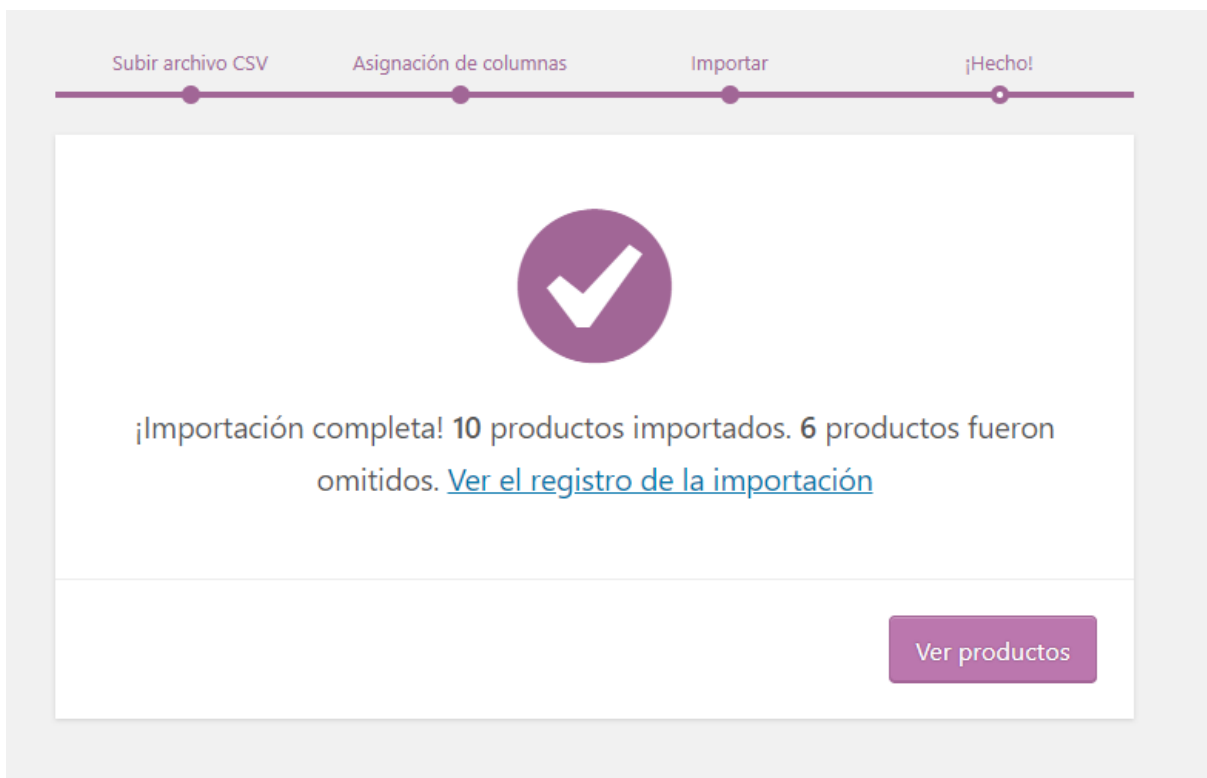 Subir archivo CSV
Asignación de columnas
Importar
¡Hecho!
¡Importación completa! 10 productos importados. 6 productos fueron
omitidos. Ver el registro de la importación
Ver productos